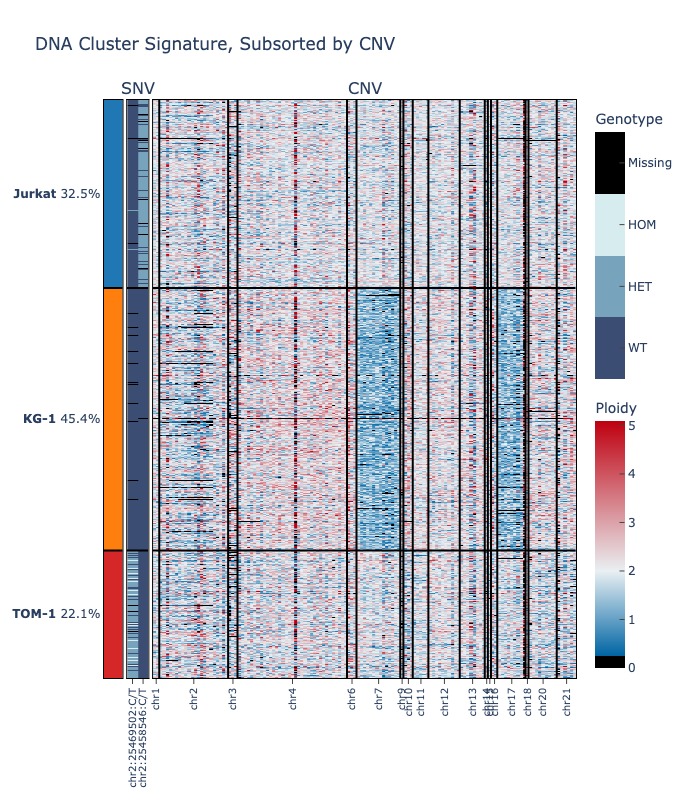 DNA Cluster Signature, Subsorted by CNV
SNV
CNV
Jurkat 32.5%
KG-1 45.4%
TOM-1 22.1%
Genotype
Missing
HOM
HET
WT
Ploidy
5
4
3
2
1
0
chr2:25469502:C/T
chr2:25458546:C/T
chr1
chr2
chr3
chr4
chr6
chr7
chr10
chr11
chr12
chr13
chr17
chr18
chr20
chr21